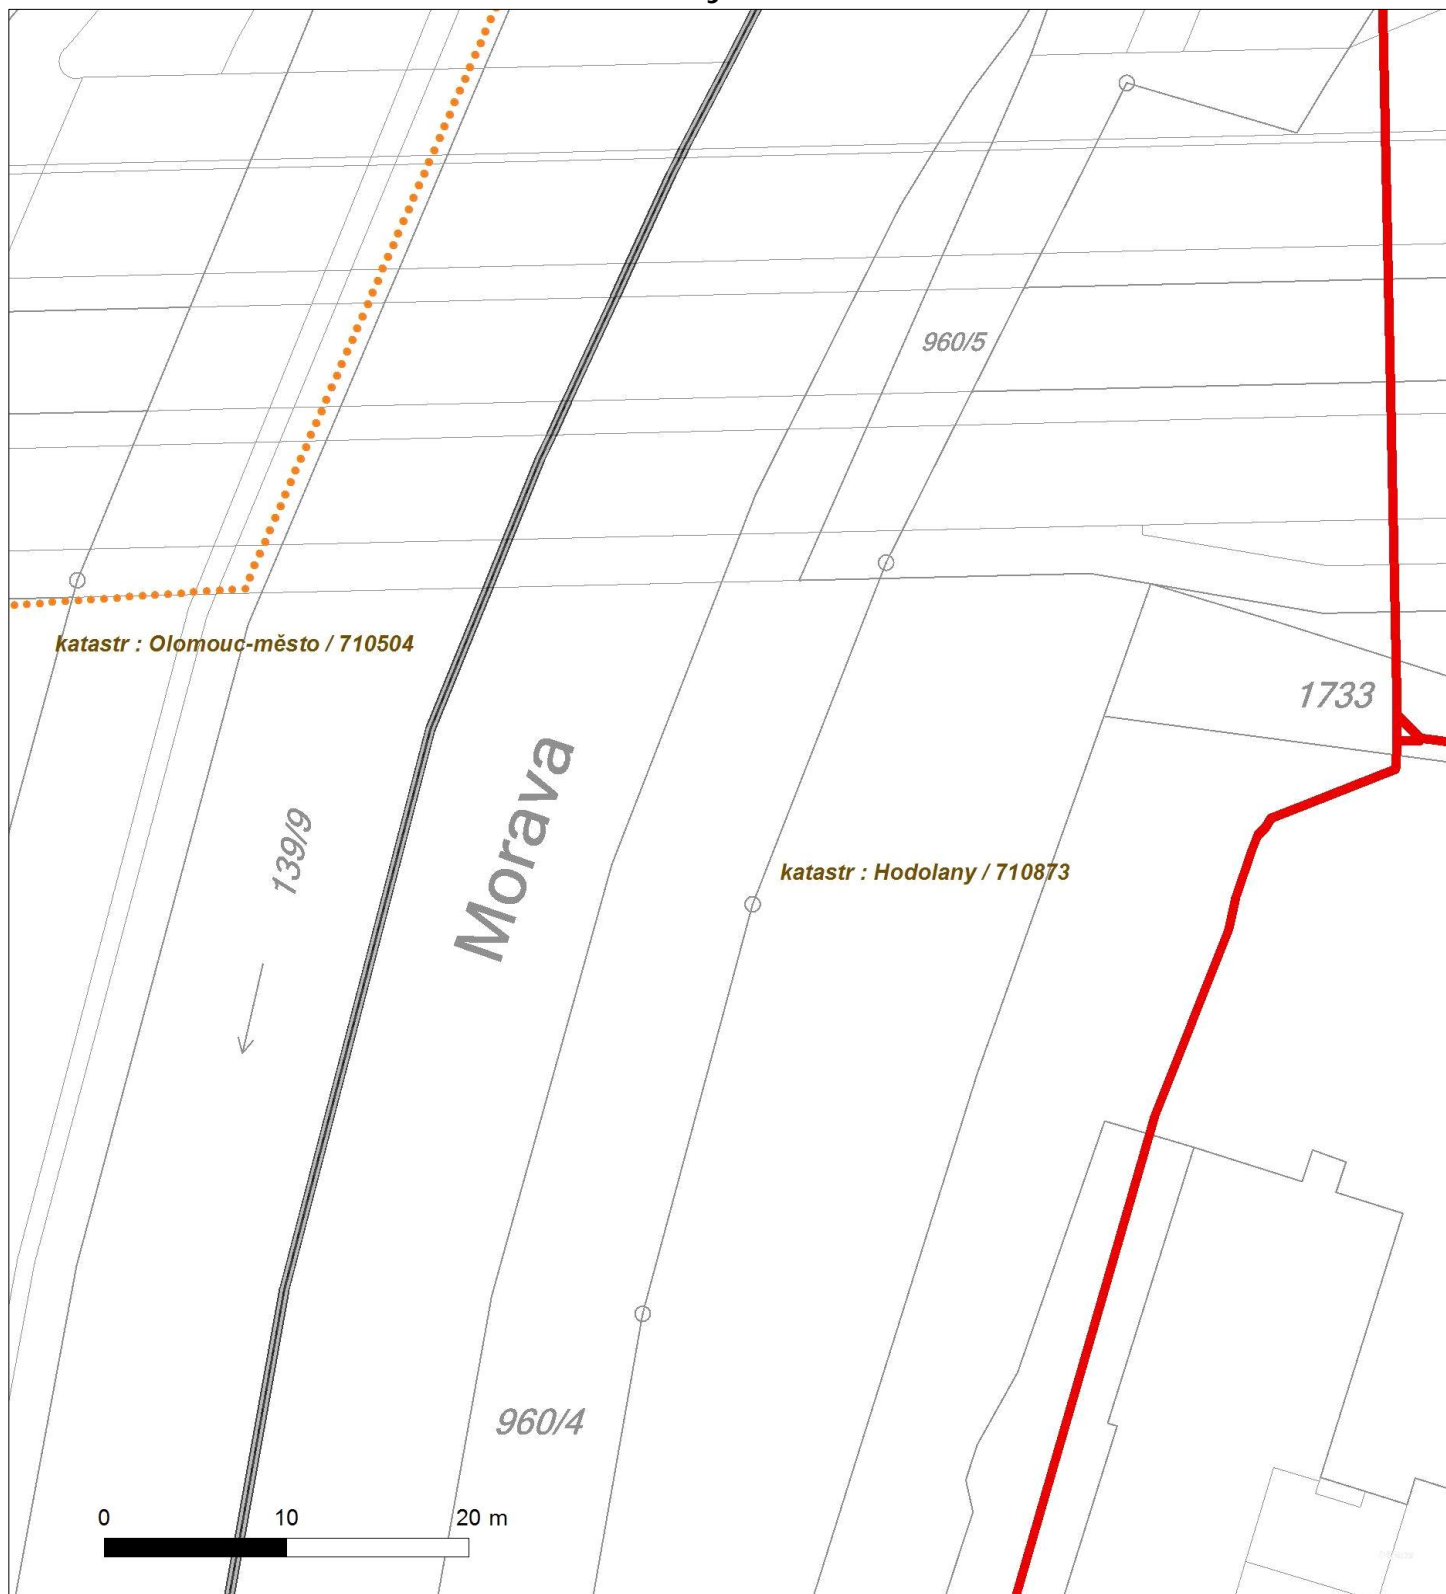 960/5
katastr : Olomouc-město / 710504
1733
139/9
Morava
katastr : Hodolany / 710873
960/4
0 10 20 m